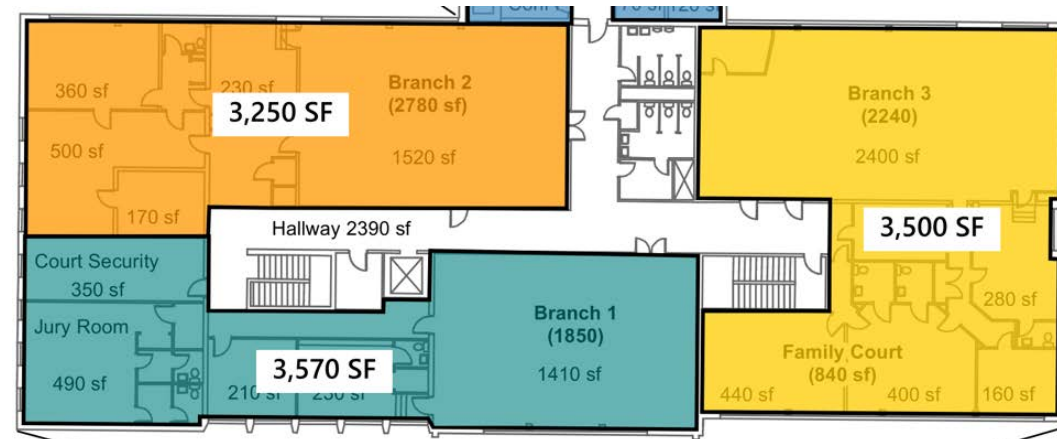 360 sf
230 sf
Branch 2
(2780 sf)
3,250 SF
500 sf
1520 sf
170 sf
Branch 3
(2240)
2400 sf
Hallway 2390 sf
3,500 SF
Court Security
350 sf
280 sf
Jury Room
Branch 1
(1850)
Family Court
(840 sf)
3,570 SF
490 sf
210 sf
1410 sf
440 sf
400 sf
160 sf